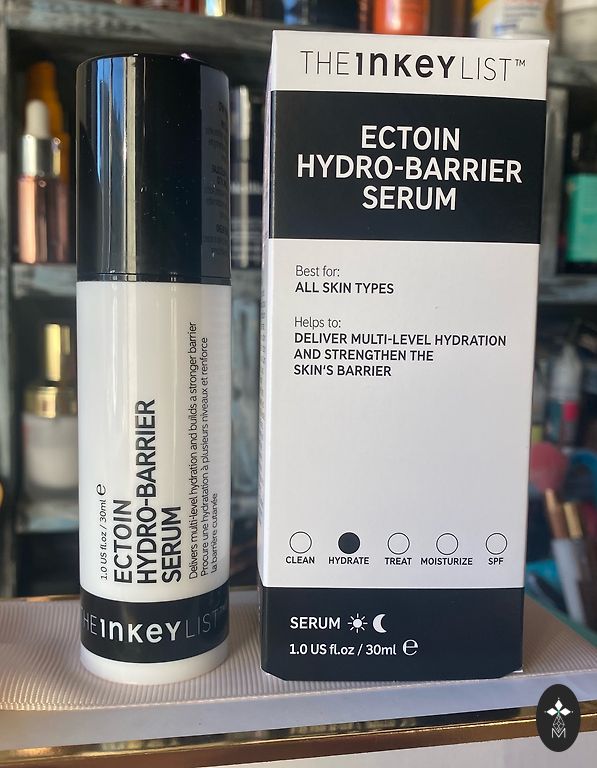 THE INKEY LIST™
ECTOIN
HYDRO-BARRIER
SERUM
Best for:
ALL SKIN TYPES
Helps to:
DELIVER MULTI-LEVEL HYDRATION
AND STRENGTHEN THE
SKIN'S BARRIER
CLEAN HYDRATE TREAT MOISTURIZE SPF
SERUM
1.0 US fl.oz / 30ml e
1.0 US fl.oz / 30ml e
ECTOIN
HYDRO-BARRIER
SERUM
Delivers multi-level hydration and builds a stronger barrier
Procure une hydratation à plusieurs niveaux et renforce
la barrière cutanée
THE INKEY LIST™
M